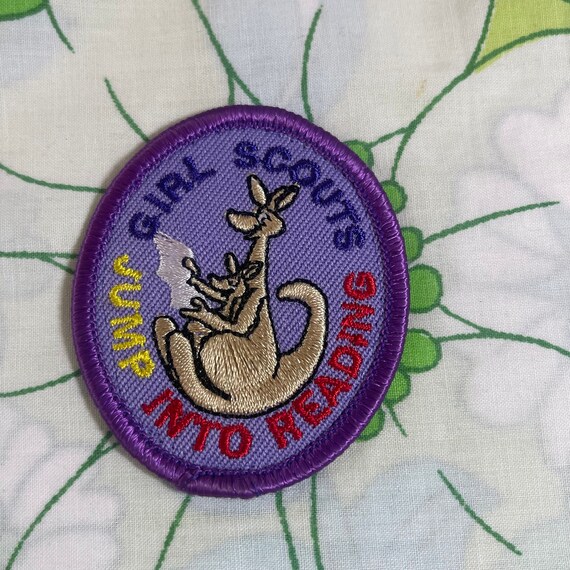 GIRL SCOUTS
JUMP
INTO READING